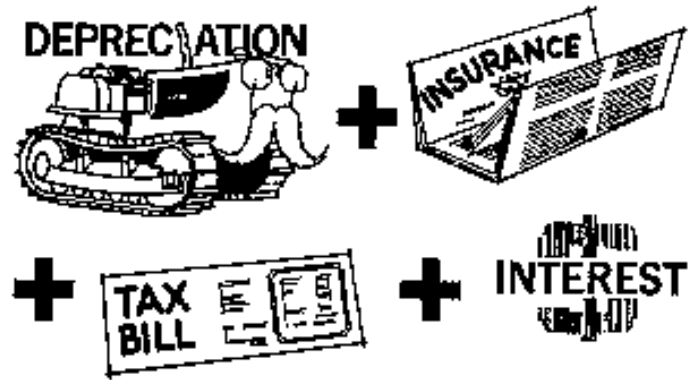 DEPRECIATION
+
INSURANCE
+
TAX
BILL
+
INTEREST